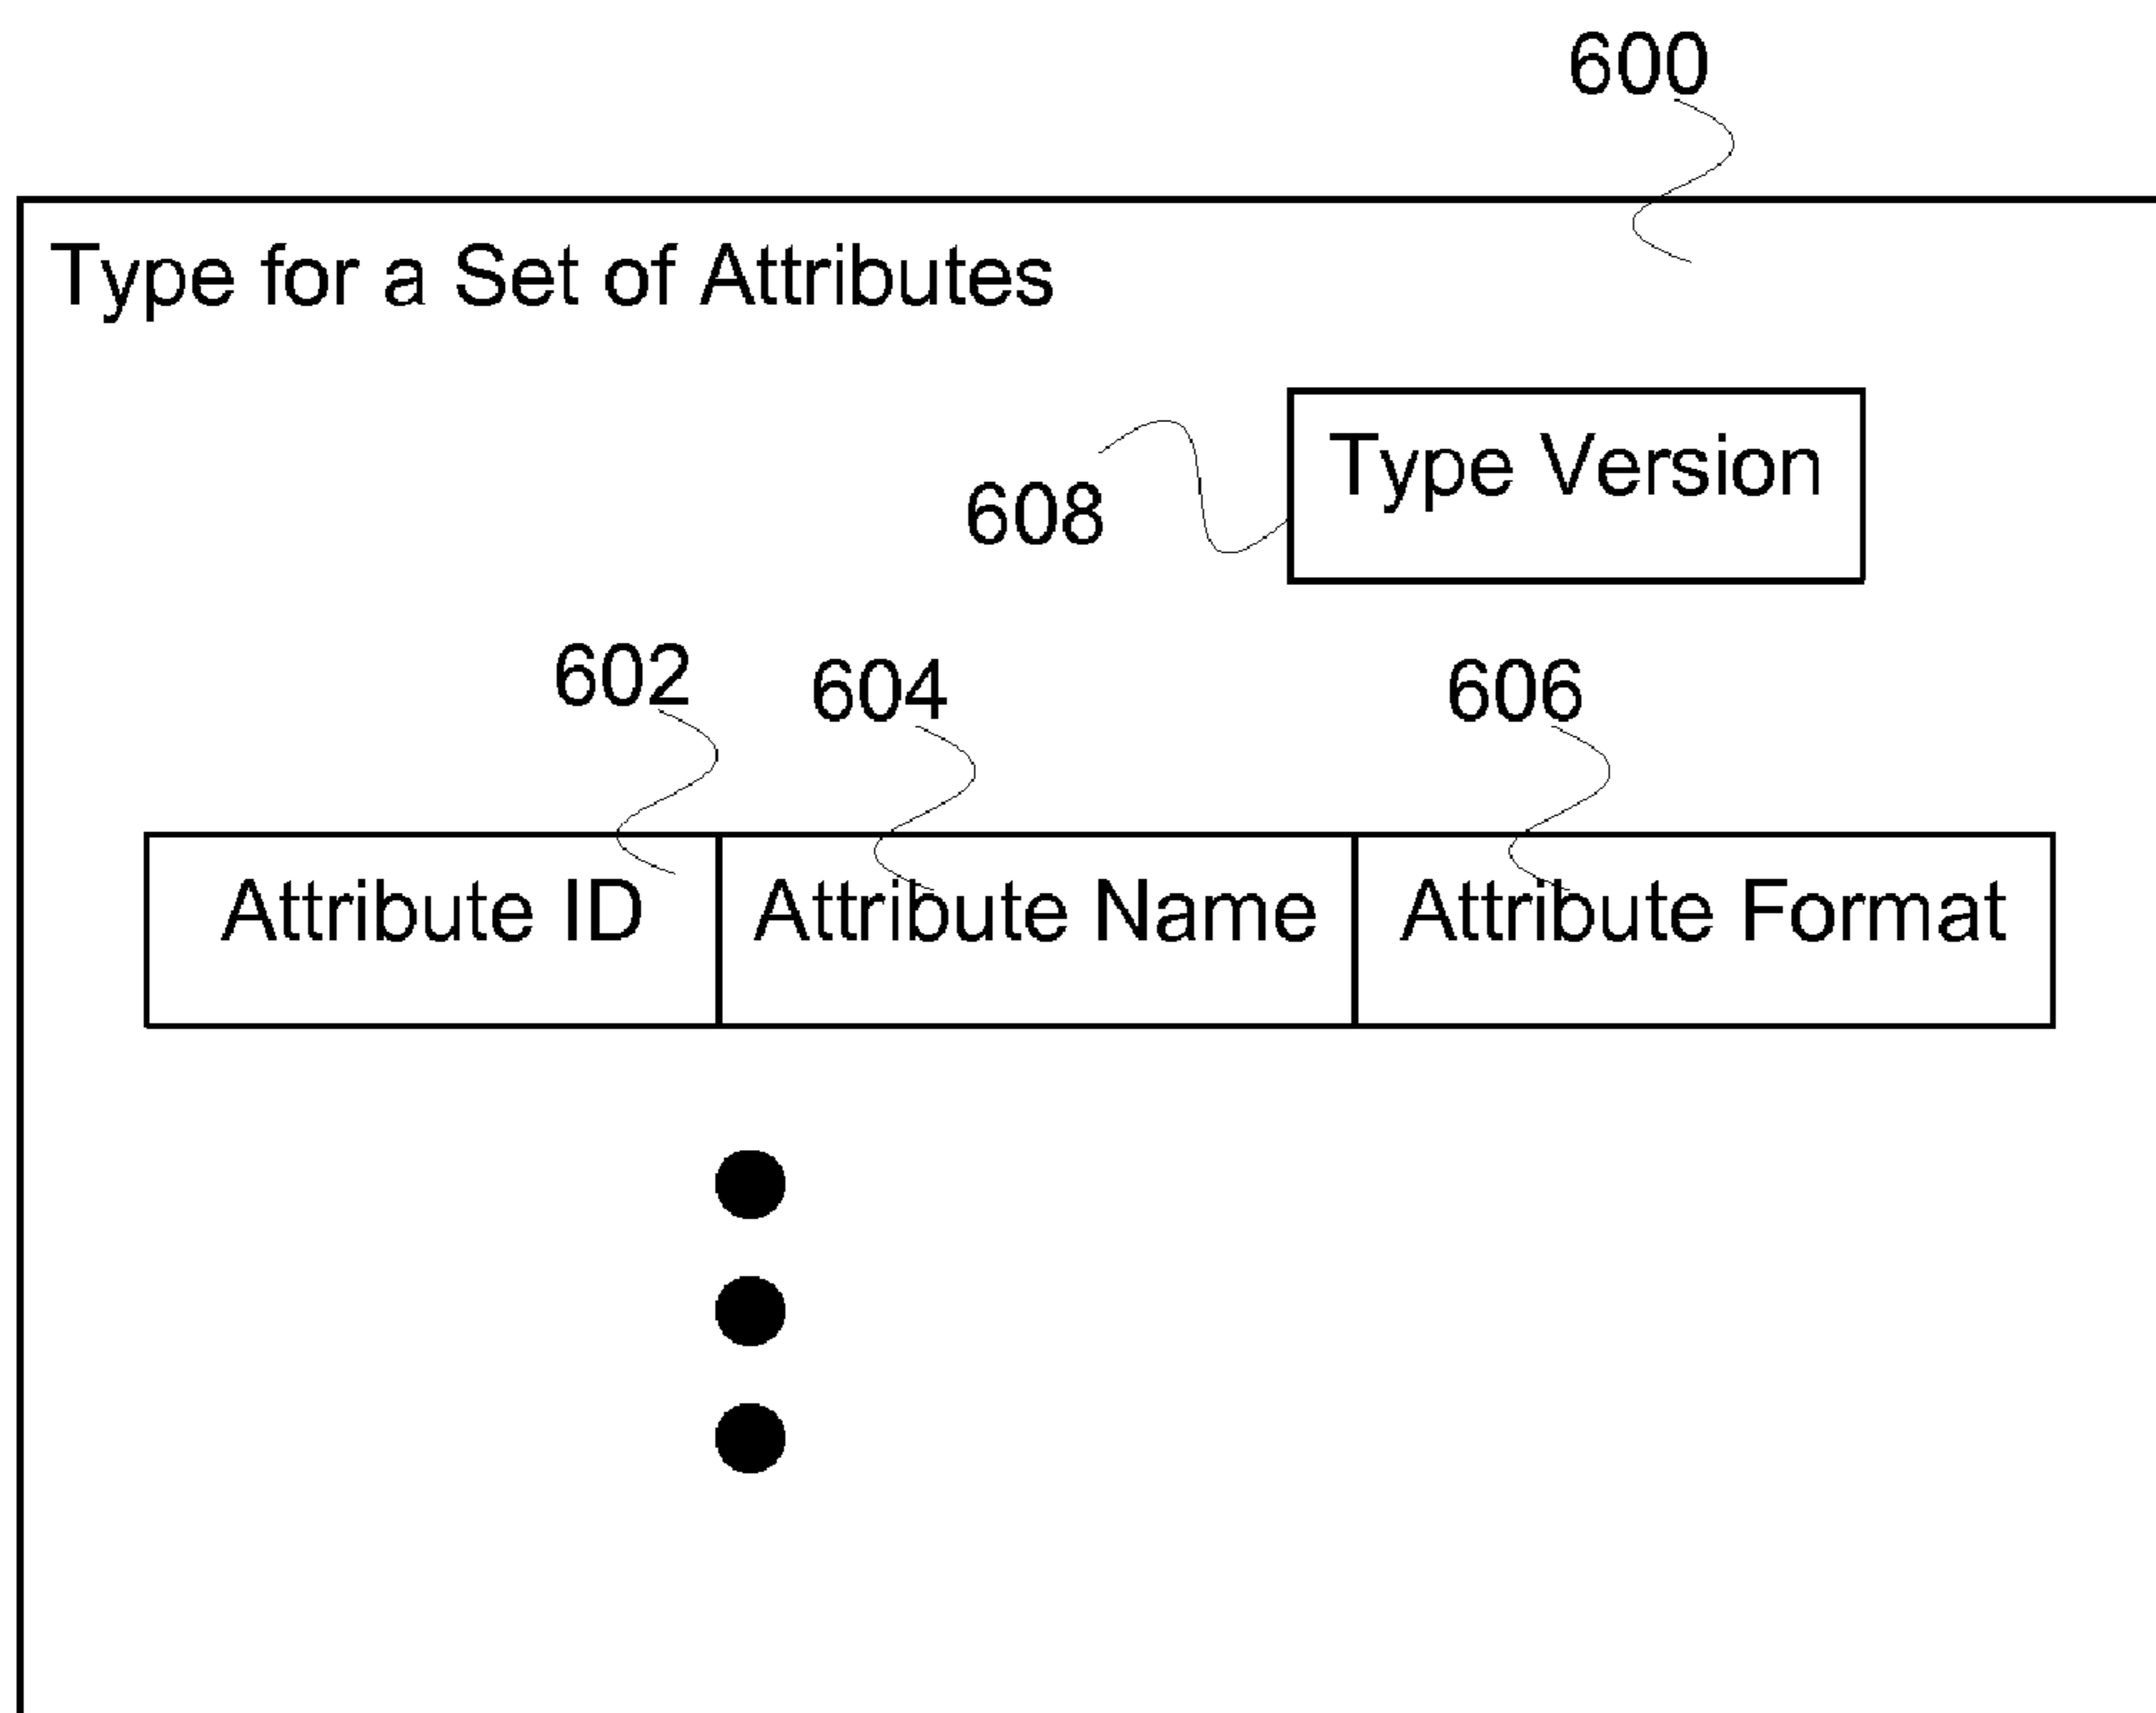 600
Type for a Set of Attributes
Type Version
608
602 604 606
Attribute ID Attribute Name Attribute Format